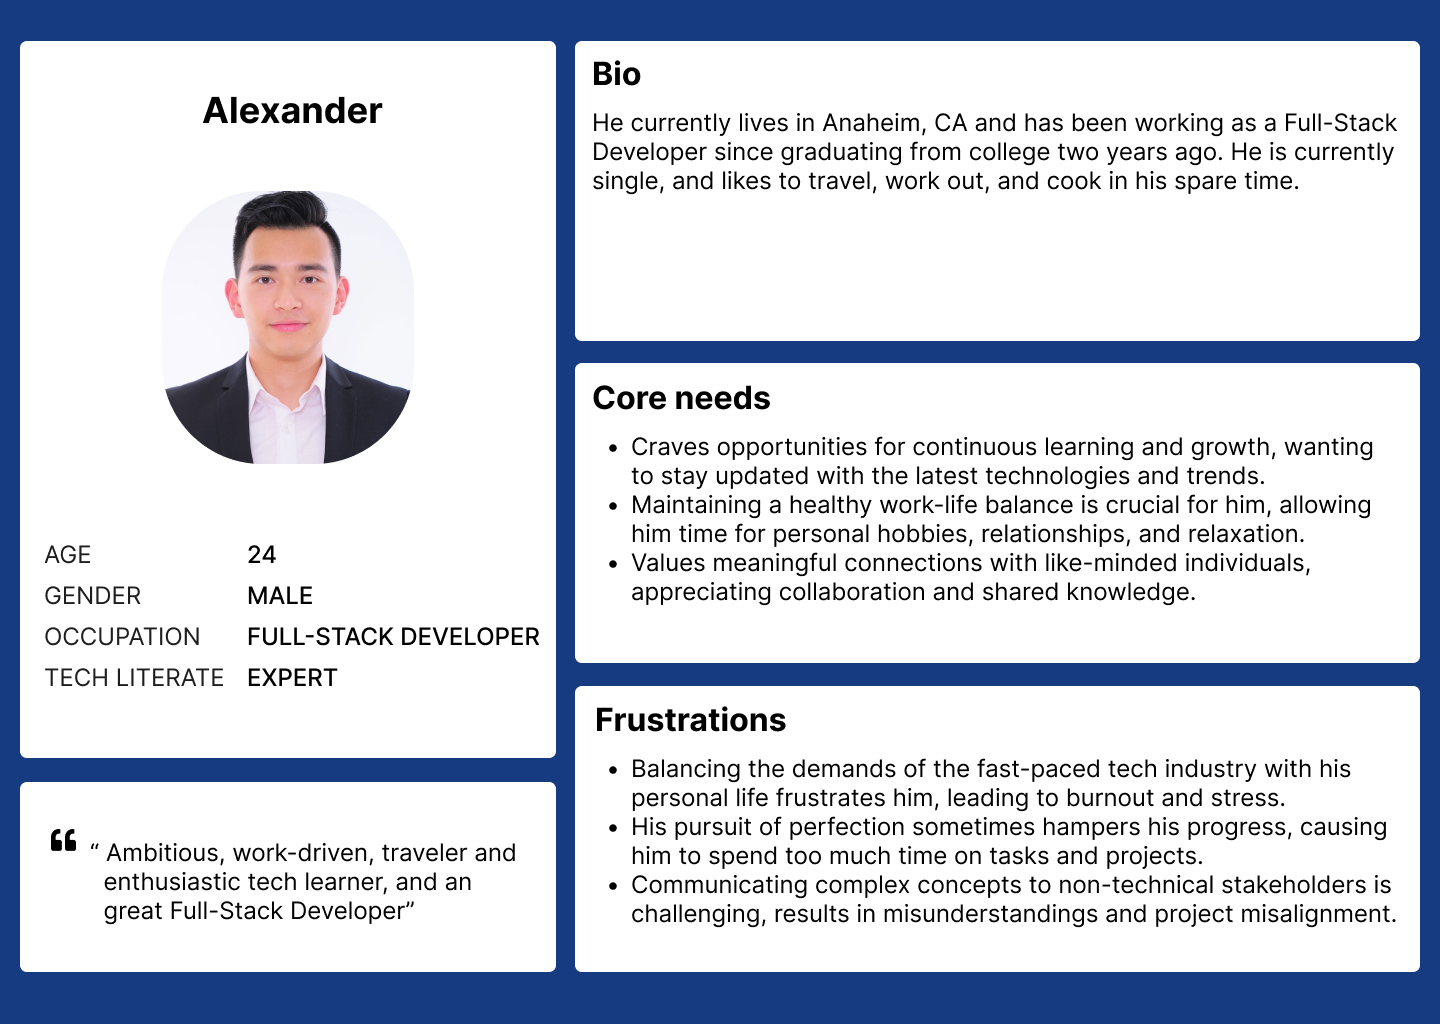 Alexander
AGE 24
GENDER MALE
OCCUPATION FULL-STACK DEVELOPER
TECH LITERATE EXPERT
“ Ambitious, work-driven, traveler and
enthusiastic tech learner, and an
great Full-Stack Developer”
Bio
He currently lives in Anaheim, CA and has been working as a Full-Stack
Developer since graduating from college two years ago. He is currently
single, and likes to travel, work out, and cook in his spare time.
Core needs
• Craves opportunities for continuous learning and growth, wanting
to stay updated with the latest technologies and trends.
• Maintaining a healthy work-life balance is crucial for him, allowing
him time for personal hobbies, relationships, and relaxation.
• Values meaningful connections with like-minded individuals,
appreciating collaboration and shared knowledge.
Frustrations
• Balancing the demands of the fast-paced tech industry with his
personal life frustrates him, leading to burnout and stress.
• His pursuit of perfection sometimes hampers his progress, causing
him to spend too much time on tasks and projects.
• Communicating complex concepts to non-technical stakeholders is
challenging, results in misunderstandings and project misalignment.